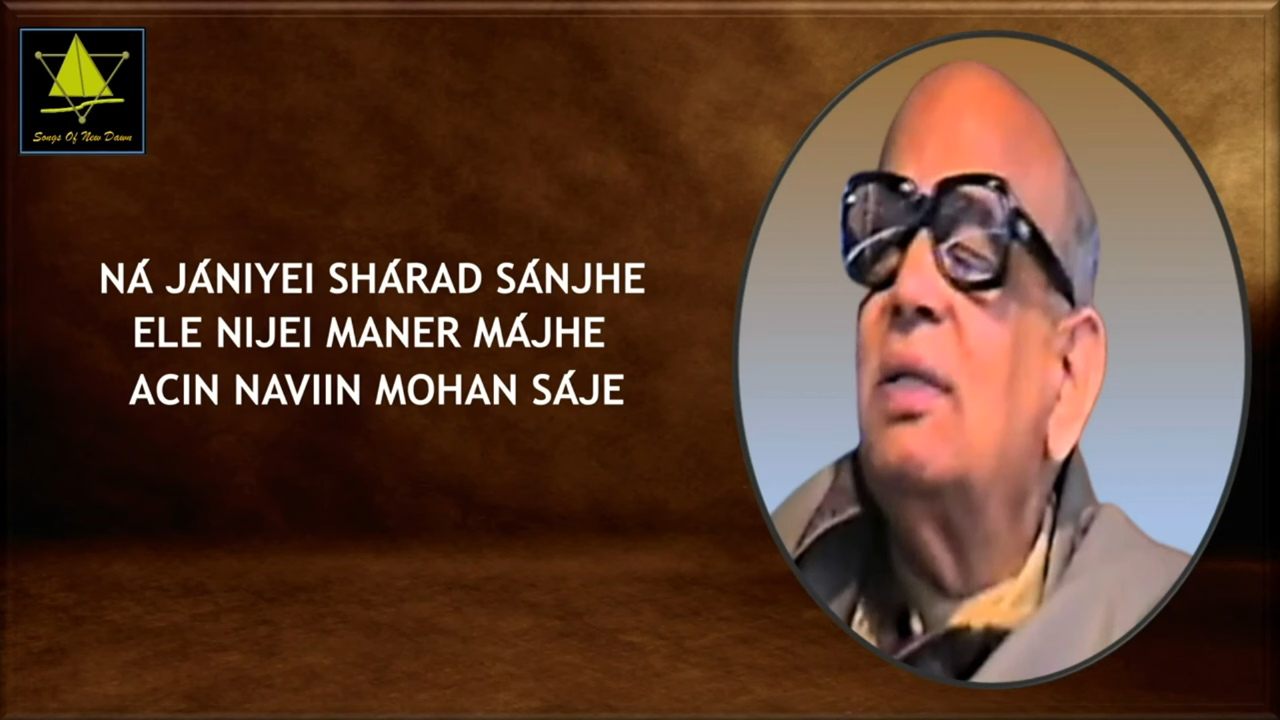 Songs Of New Dawn
NÁ JÁNIYEI SHÁRAD SÁNJHE
ELE NIJEI MANER MÁJHE
ACIN NAVIIN MOHAN SÁJE